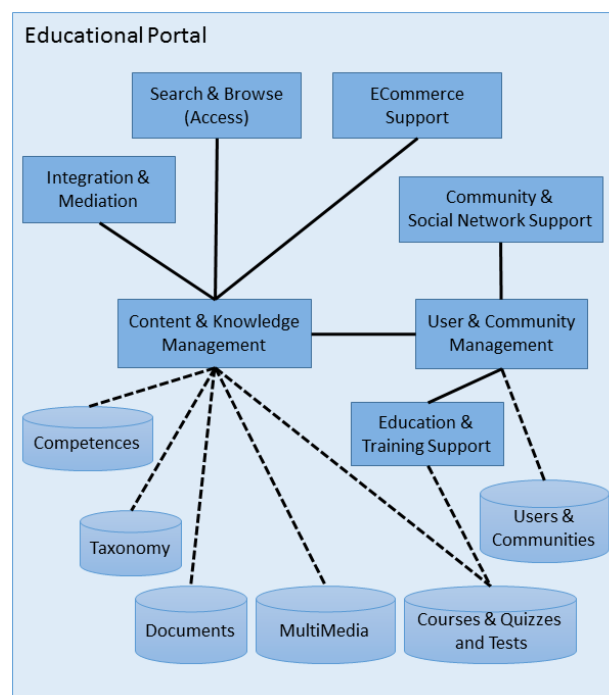 Educational Portal
Search & Browse
(Access)
ECommerce
Support
Integration &
Mediation
Community &
Social Network Support
Content & Knowledge
Management
User & Community
Management
Competences
Education &
Training Support
Taxonomy
Users &
Communities
Documents
MultiMedia
Courses & Quizzes
and Tests